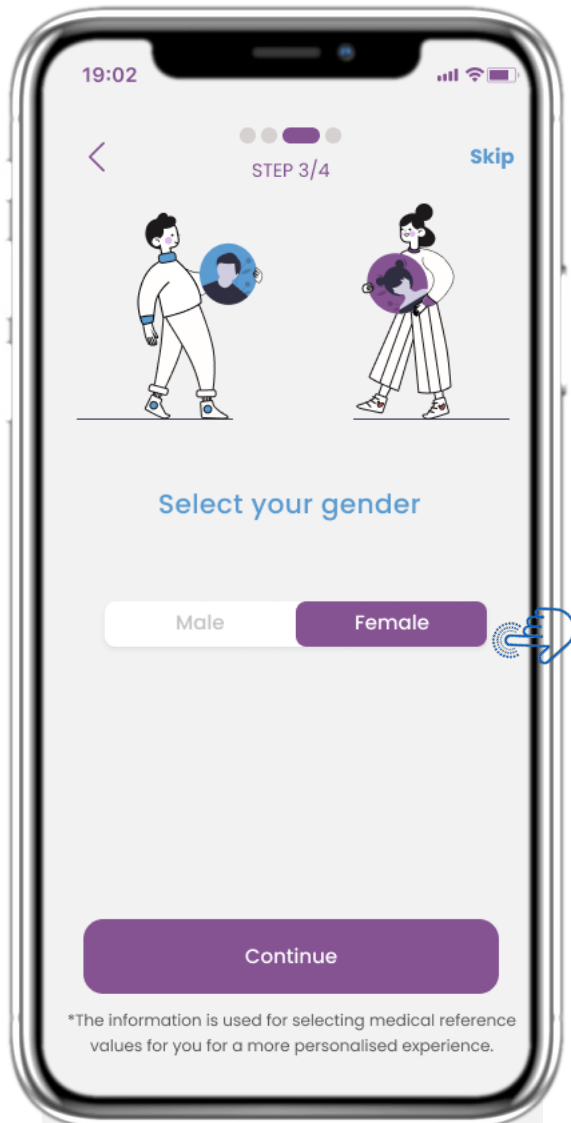 19:02
STEP 3/4
Skip
Select your gender
Male
Female
Continue
*The information is used for selecting medical reference
values for you for a more personalised experience.